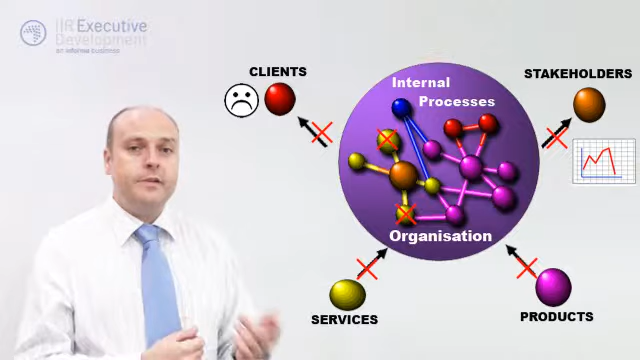 IIR Executive
Development
an informa business
CLIENTS
STAKEHOLDERS
Internal
Processes
Organisation
SERVICES
PRODUCTS